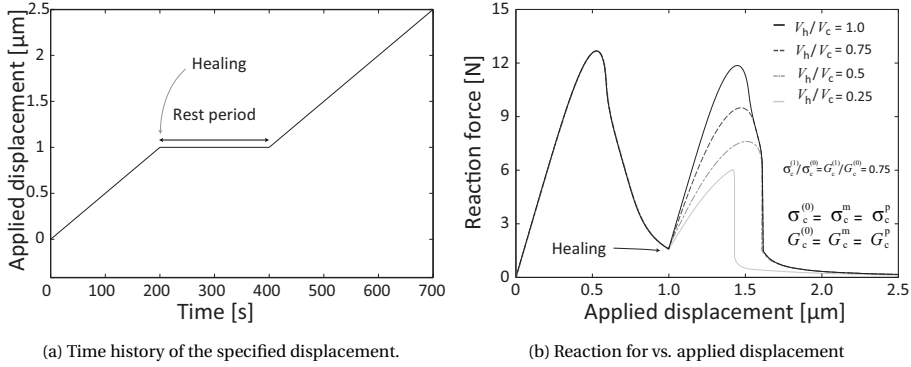 2.5
2
1.5
1
0.5
0
Applied displacement [μm]
Healing
Rest period
0 100 200 300 400 500 600 700
Time [s]
(a) Time history of the specified displacement.
15
12
9
6
3
0
Reaction force [N]
V_h/V_c = 1.0
V_h/V_c = 0.75
V_h/V_c = 0.5
V_h/V_c = 0.25
σ_c^(1)/σ_c^(0) = G_c^(1)/G_c^(0) = 0.75
σ_c^(0) = σ_c^m = σ_c^p
G_c^(0) = G_c^m = G_c^p
Healing
0 0.5 1.0 1.5 2.0 2.5
Applied displacement [μm]
(b) Reaction for vs. applied displacement